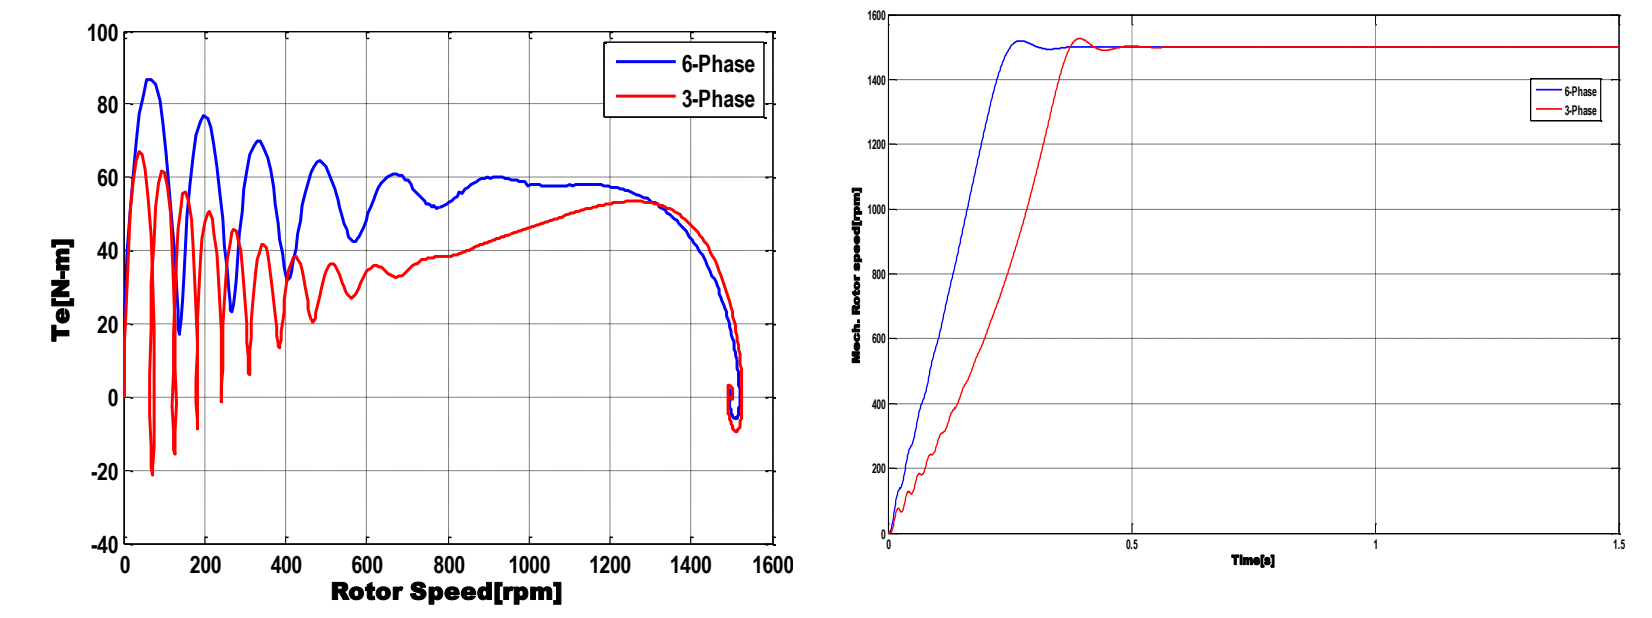 100
80
60
40
20
0
-20
-40
Te[N-m]
6-Phase
3-Phase
0 200 400 600 800 1000 1200 1400 1600
Rotor Speed[rpm]
1600
1400
1200
1000
800
600
400
200
0
Mech. Rotor speed[rpm]
6-Phase
3-Phase
0 0.5 1 1.5
Time[s]